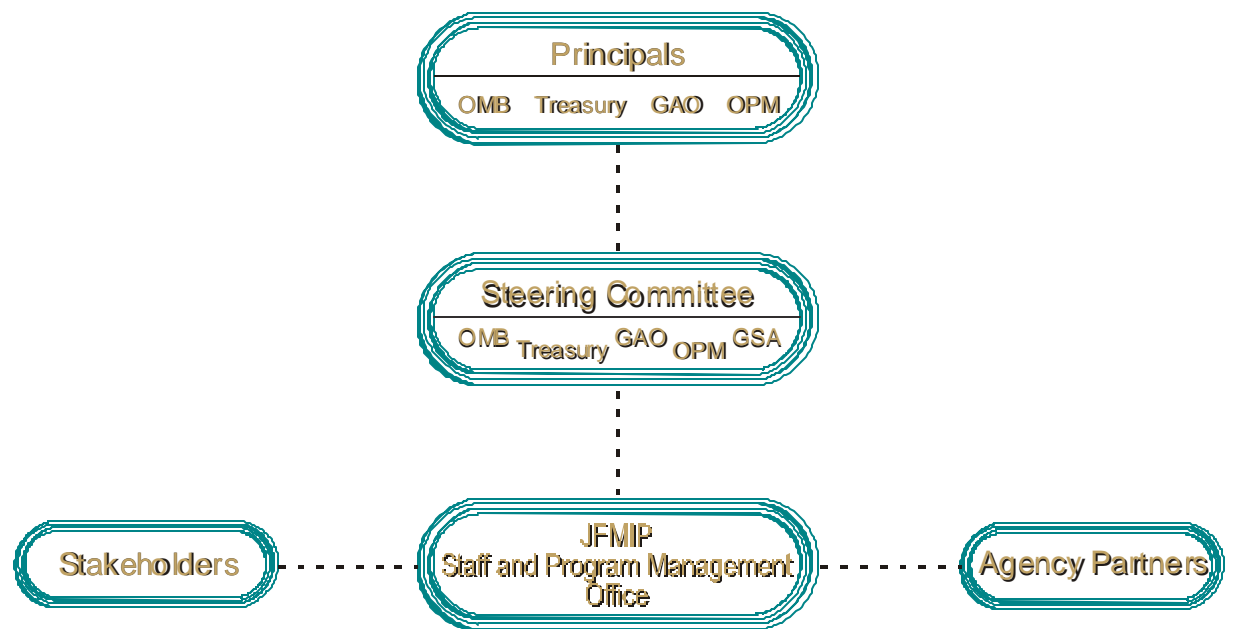 Principals
OMB Treasury GAO OPM
Steering Committee
OMB Treasury GAO OPM GSA
JFMIP
Staff and Program Management
Office
Stakeholders
Agency Partners